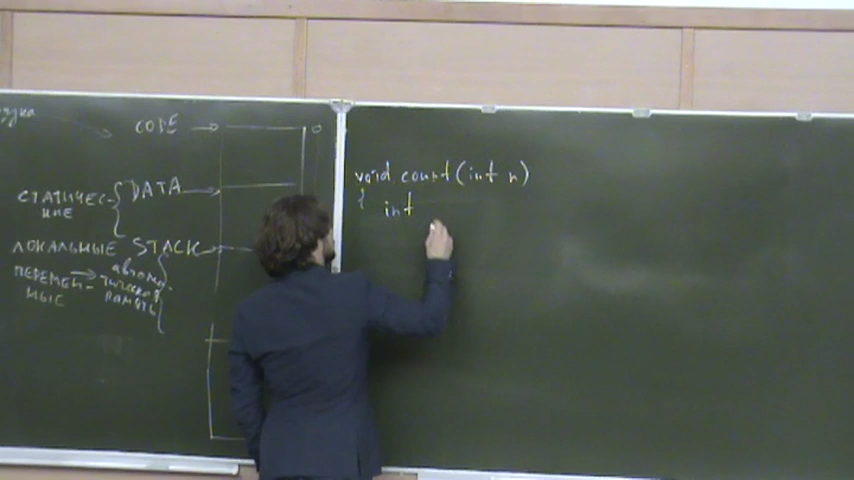 CODE
DATA
СТАТИЧЕС-
КИЕ
ЛОКАЛЬНЫЕ STACK
ПЕРЕМЕН-
НЫЕ
автома-
тическая
память
void count(int n)
{
int